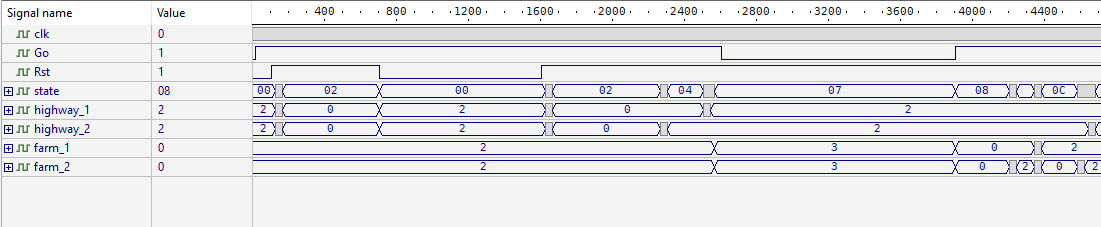 Signal name Value 400 800 1200 1600 2000 2400 2800 3200 3600 4000 4400
clk 0
Go 1
Rst 1
state 08 00 02 00 02 04 07 08 0C
highway_1 2 2 0 2 0 2
highway_2 2 2 0 2 0 2
farm_1 0 2 3 0 2
farm_2 0 2 3 0 2 0 2